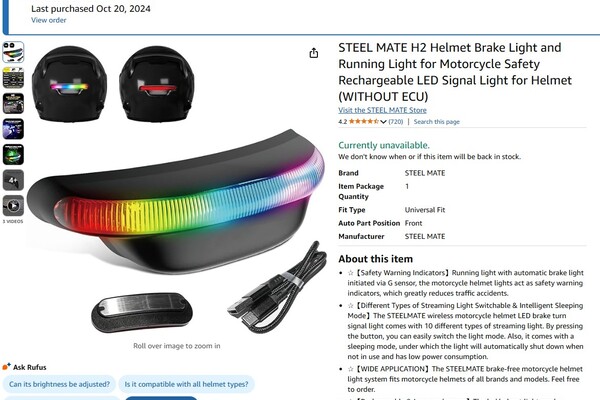 Last purchased Oct 20, 2024
View order
STEEL MATE H2 Helmet Brake Light and
Running Light for Motorcycle Safety
Rechargeable LED Signal Light for Helmet
(WITHOUT ECU)
Visit the STEEL MATE Store
4.2 (720) | Search this page
Currently unavailable.
We don't know when or if this item will be back in stock.
Brand STEEL MATE
Item Package 1
Quantity
Fit Type Universal Fit
Auto Part Position Front
Manufacturer STEEL MATE
About this item
• ☆【Safety Warning Indicators】Running light with automatic brake light
initiated via G sensor, the motorcycle helmet lights act as safety warning
indicators, which greatly reduces traffic accidents.
• ☆【Different Types of Streaming Light Switchable & Intelligent Sleeping
Mode】The STEELMATE wireless motorcycle helmet LED brake turn
signal light comes with 10 different types of streaming light. By pressing
the button, you can easily switch the light mode. Also, it comes with a
sleeping mode, under which the light will automatically shut down when
not in use and has low power consumption.
• ☆【WIDE APPLICATION】The STEELMATE brake-free motorcycle helmet
light system fits motorcycle helmets of all brands and models. Feel free
to order.
4+
3 VIDEOS
Roll over image to zoom in
Ask Rufus
Can its brightness be adjusted?
Is it compatible with all helmet types?